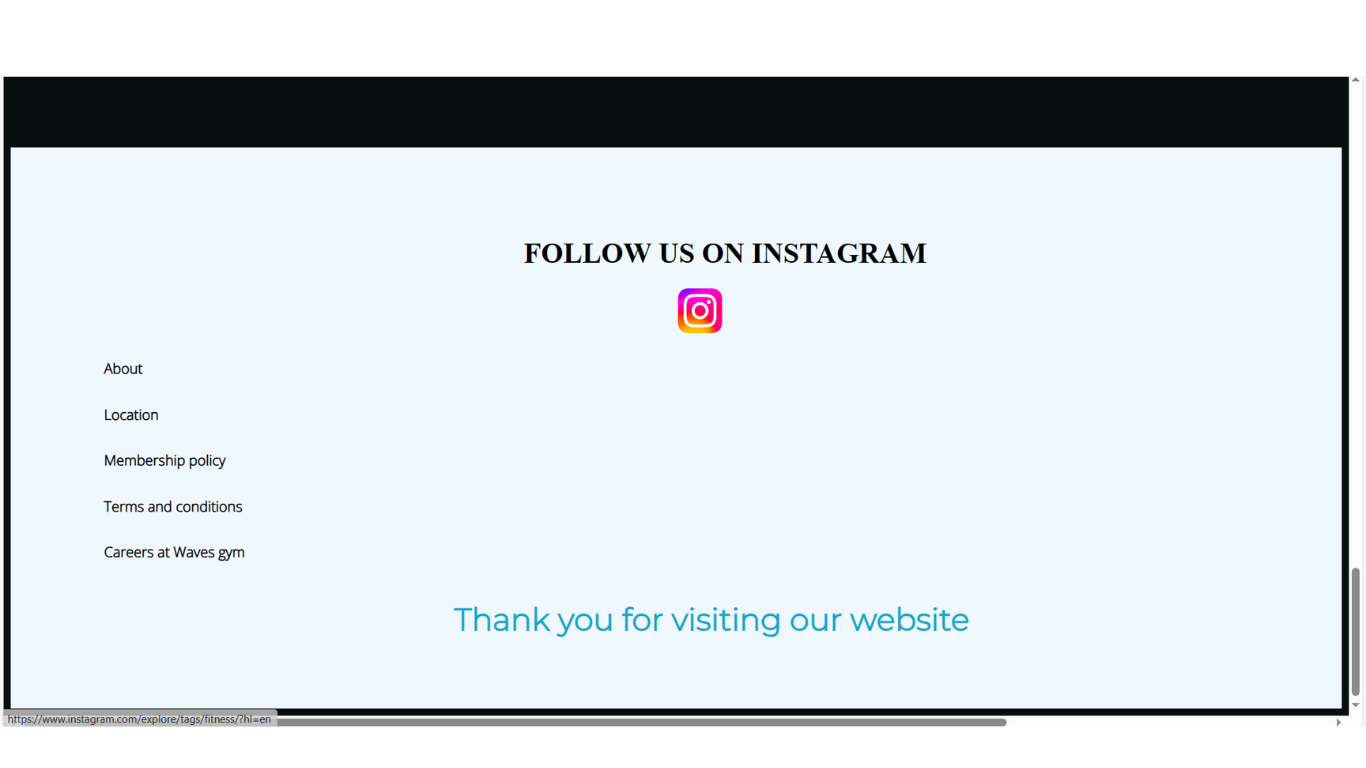 FOLLOW US ON INSTAGRAM
About
Location
Membership policy
Terms and conditions
Careers at Waves gym
Thank you for visiting our website
https://www.instagram.com/explore/tags/fitness/?hl=en